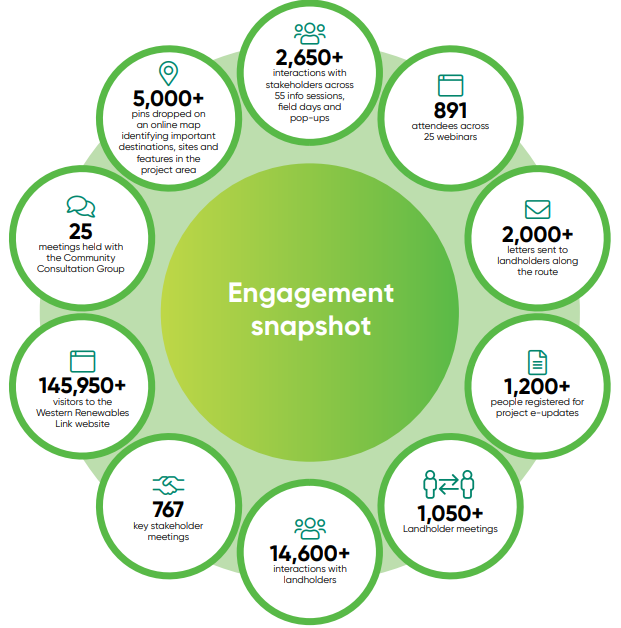 2,650+
interactions with
stakeholders across
55 info sessions,
field days and
pop-ups
891
attendees across
25 webinars
2,000+
letters sent to
landholders along
the route
1,200+
people registered for
project e-updates
1,050+
Landholder meetings
14,600+
interactions with
landholders
767
key stakeholder
meetings
145,950+
visitors to the
Western Renewables
Link website
25
meetings held with
the Community
Consultation Group
5,000+
pins dropped on
an online map
identifying important
destinations, sites and
features in the
project area
Engagement
snapshot